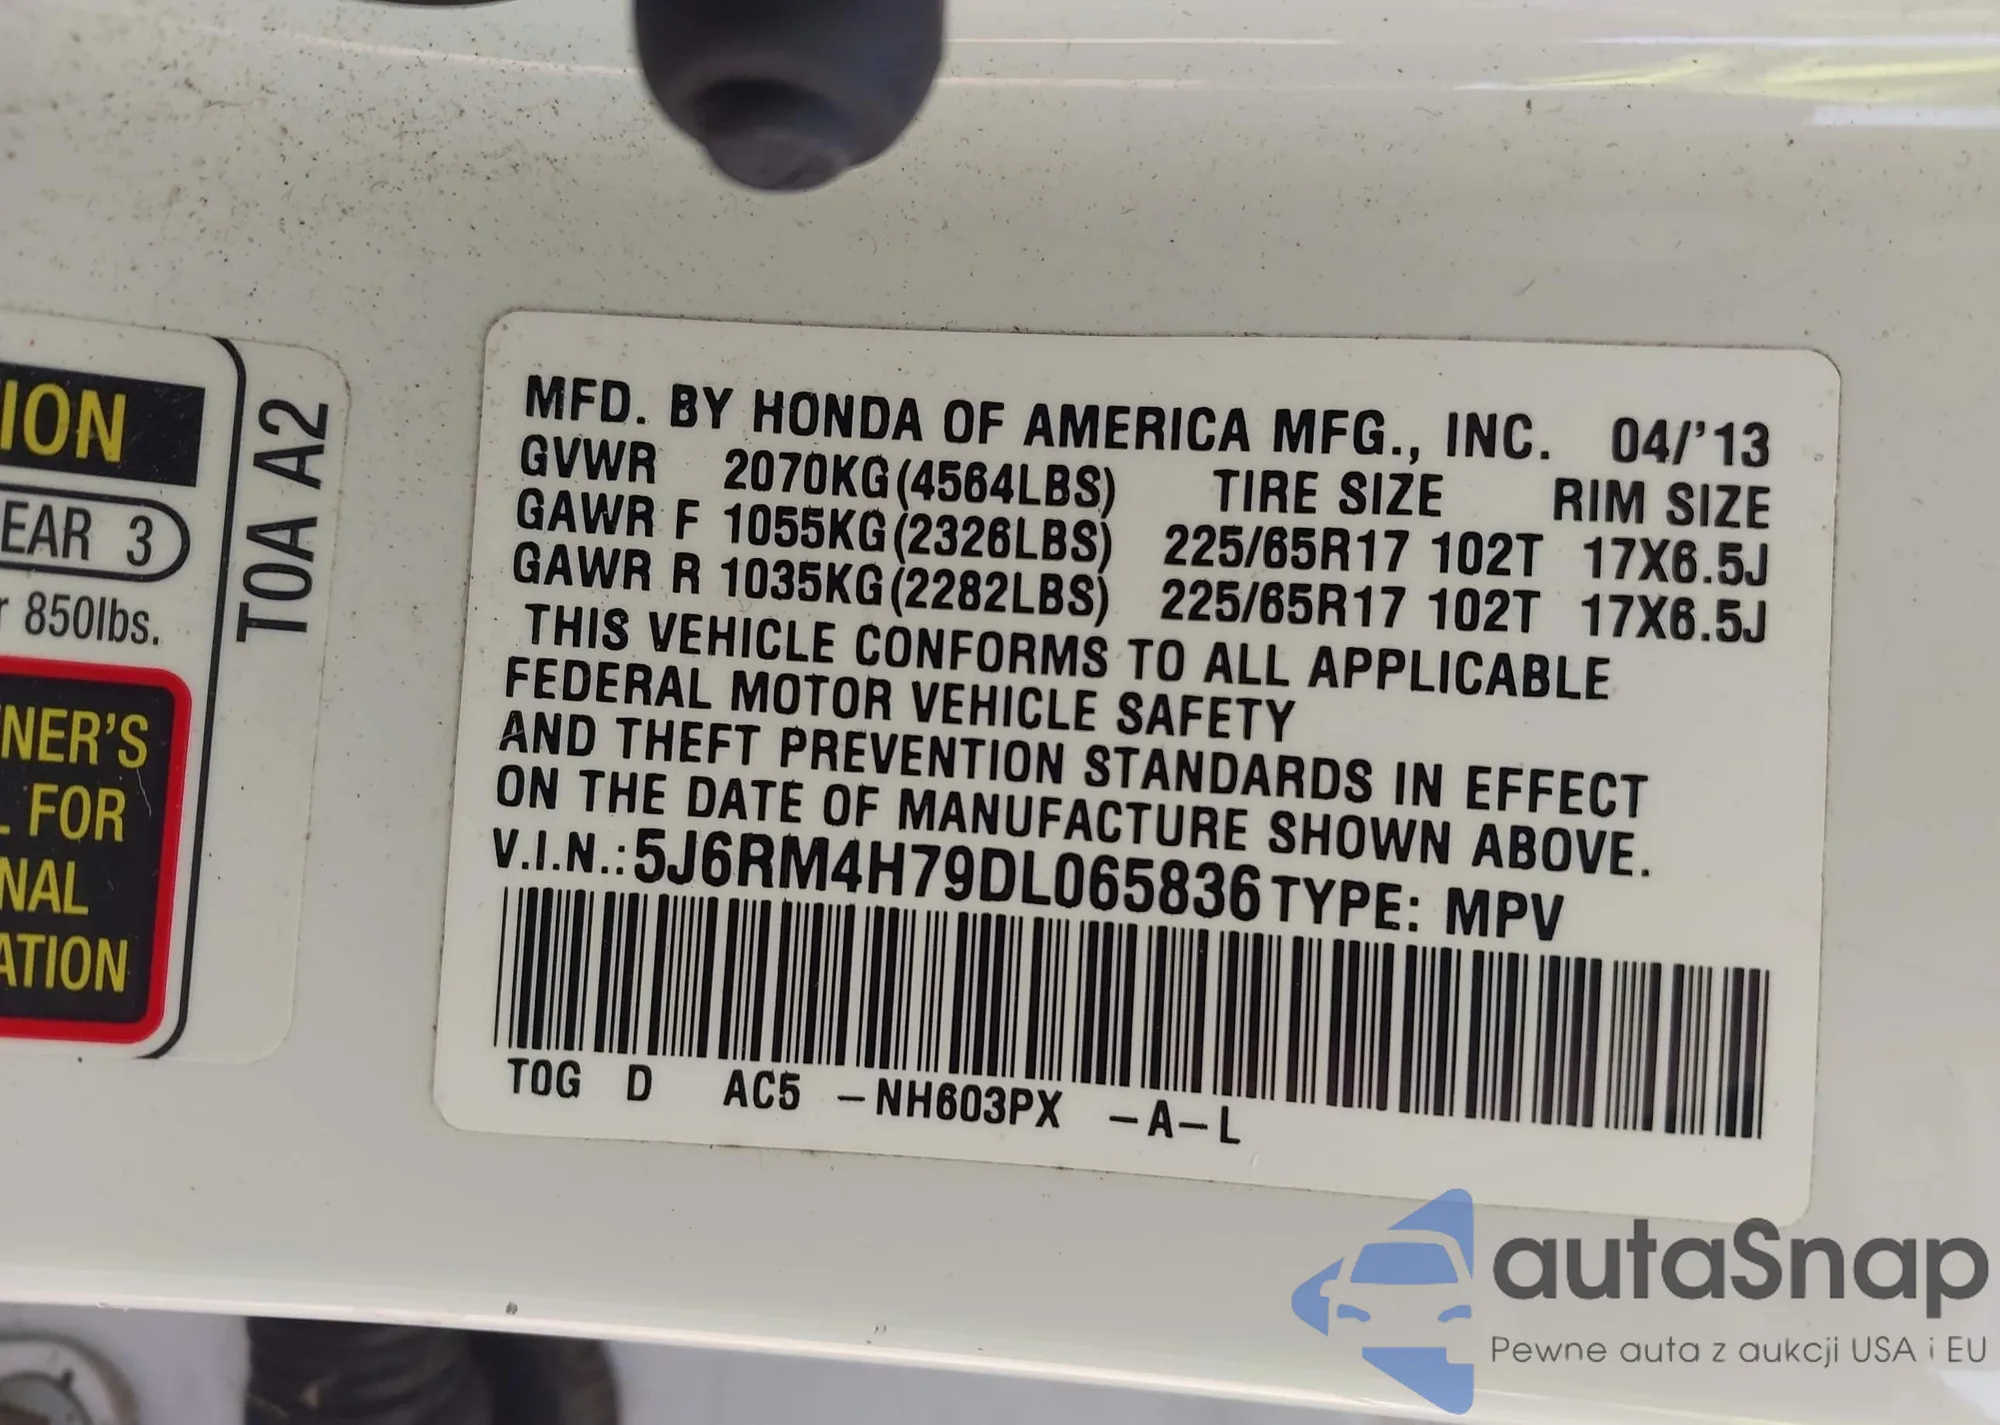 ION
EAR 3
r 850lbs.
NER'S
L FOR
NAL
ATION
T0A A2
MFD. BY HONDA OF AMERICA MFG., INC. 04/'13
GVWR 2070KG(4564LBS) TIRE SIZE RIM SIZE
GAWR F 1055KG(2326LBS) 225/65R17 102T 17X6.5J
GAWR R 1035KG(2282LBS) 225/65R17 102T 17X6.5J
THIS VEHICLE CONFORMS TO ALL APPLICABLE
FEDERAL MOTOR VEHICLE SAFETY
AND THEFT PREVENTION STANDARDS IN EFFECT
ON THE DATE OF MANUFACTURE SHOWN ABOVE.
V.I.N.:5J6RM4H79DL065836 TYPE: MPV
T0G D AC5 -NH603PX -A-L
autaSnap
Pewne auta z aukcji USA i EU